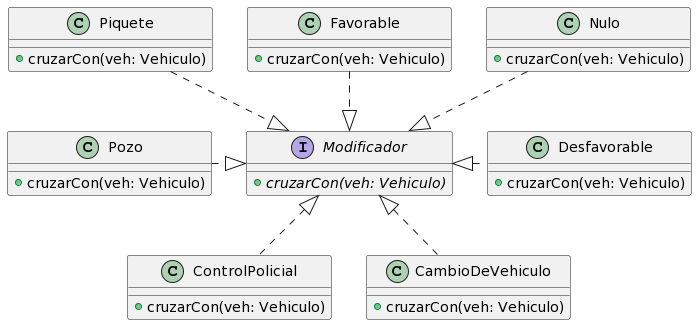 C Piquete
+ cruzarCon(veh: Vehiculo)
C Favorable
+ cruzarCon(veh: Vehiculo)
C Nulo
+ cruzarCon(veh: Vehiculo)
C Pozo
cruzarCon(veh: Vehiculo)
I Modificador
cruzarCon(veh: Vehiculo)
C Desfavorable
cruzarCon(veh: Vehiculo)
C ControlPolicial
cruzarCon(veh: Vehiculo)
C CambioDeVehiculo
cruzarCon(veh: Vehiculo)